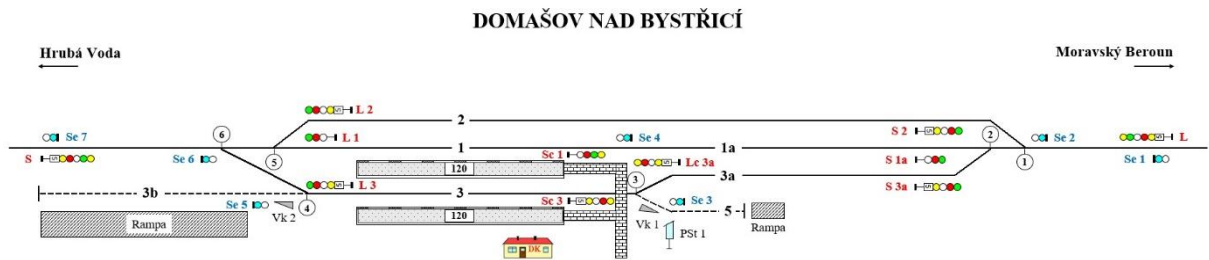 DOMAŠOV NAD BYSTŘICÍ
Hrubá Voda
Moravský Beroun
L 2
6
2
S 2
2
Se 7
L 1
Se 4
Se 2
L
S
Se 6
5
1
Sc 1
1a
S 1a
1
Se 1
120
Lc 3a
3
3a
3b
L 3
3
S 3a
4
Se 5
Vk 2
120
Sc 3
Se 3
Vk 1
5
Rampa
PSt 1
Rampa
DK